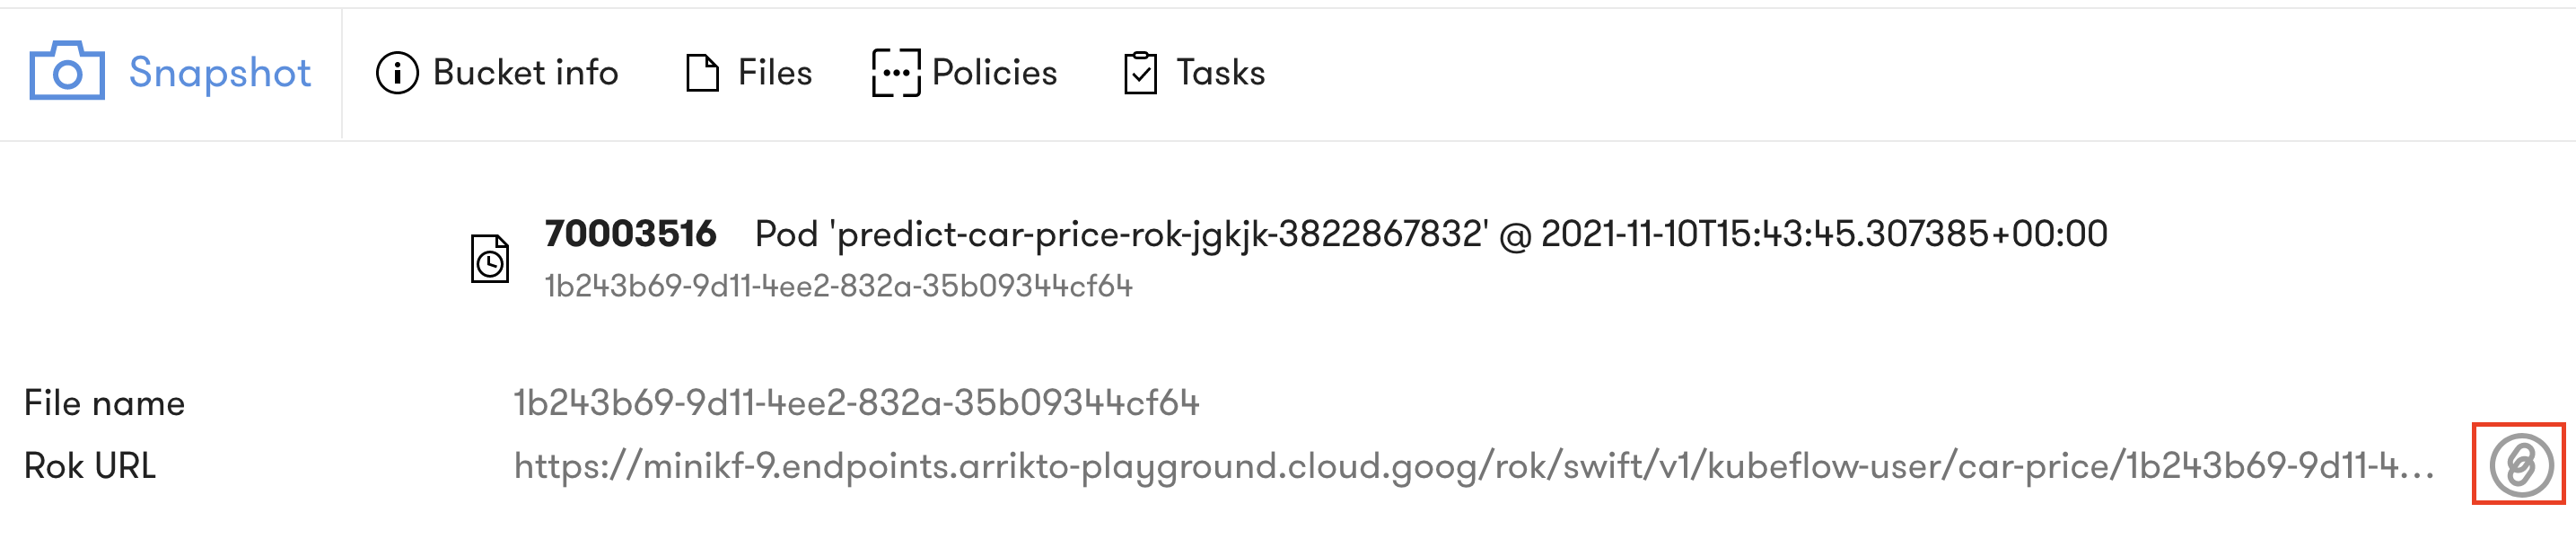 Snapshot Bucket info Files Policies Tasks
70003516 Pod 'predict-car-price-rok-jgkjk-3822867832' @ 2021-11-10T15:43:45.307385+00:00
1b243b69-9d11-4ee2-832a-35b09344cf64
File name 1b243b69-9d11-4ee2-832a-35b09344cf64
Rok URL https://minikf-9.endpoints.arrikto-playground.cloud.goog/rok/swift/v1/kubeflow-user/car-price/1b243b69-9d11-4...